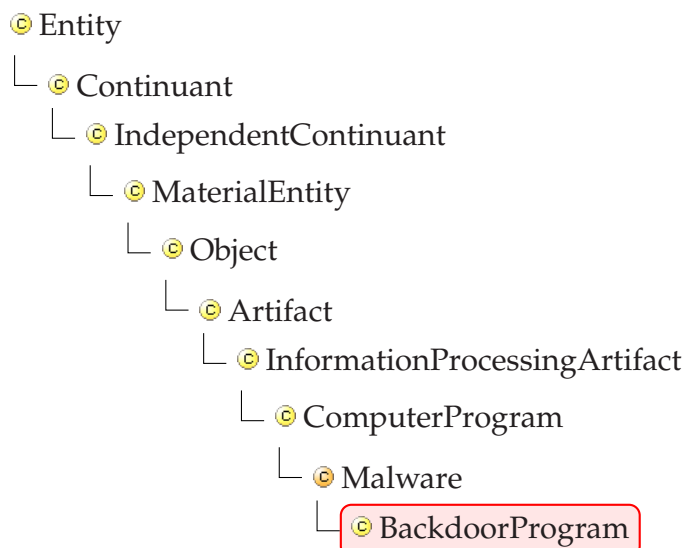 Entity
Continuant
IndependentContinuant
MaterialEntity
Object
Artifact
InformationProcessingArtifact
ComputerProgram
Malware
BackdoorProgram